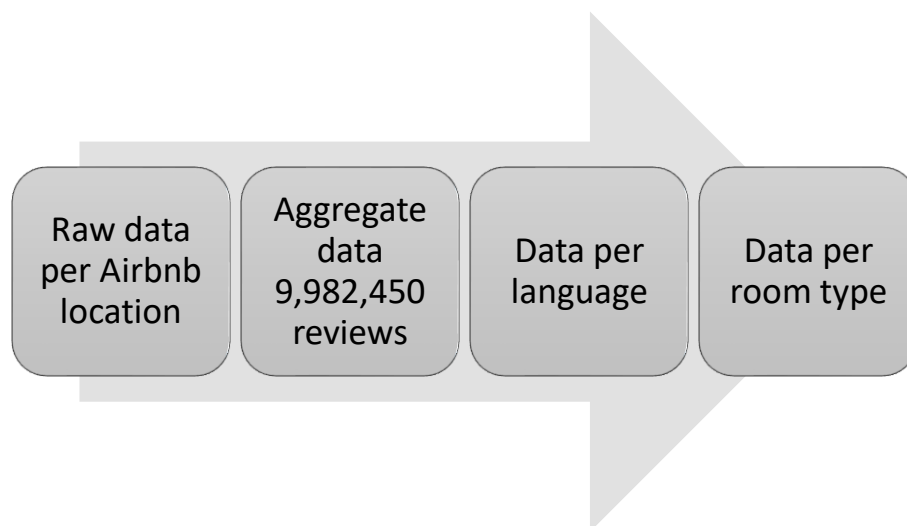 Raw data
per Airbnb
location
Aggregate
data
9,982,450
reviews
Data per
language
Data per
room type